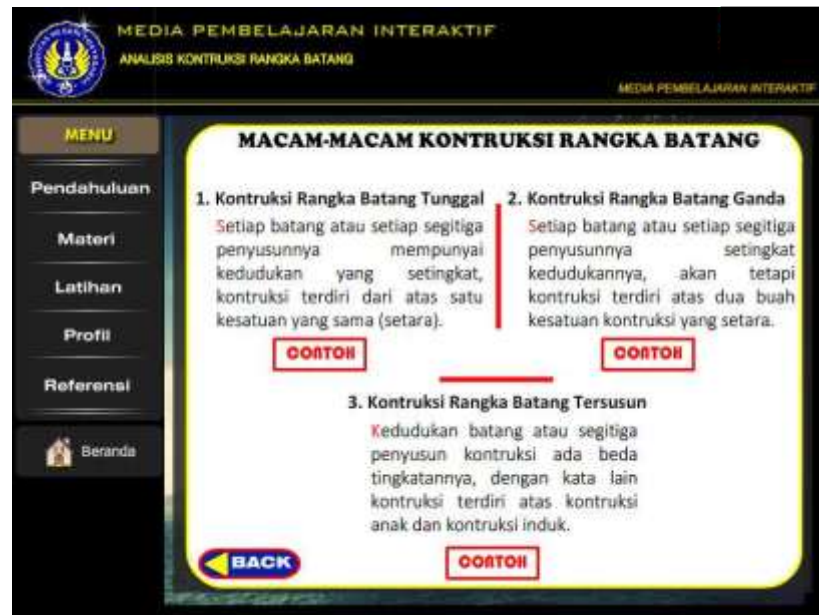 MEDIA PEMBELAJARAN INTERAKTIF
ANALISIS KONTRUKSI RANGKA BATANG
MEDIA PEMBELAJARAN INTERAKTIF
MENU
Pendahuluan
Materi
Latihan
Profil
Referensi
Beranda
MACAM-MACAM KONTRUKSI RANGKA BATANG
1. Kontruksi Rangka Batang Tunggal
Setiap batang atau setiap segitiga
penyusunnya mempunyai
kedudukan yang setingkat,
kontruksi terdiri dari atas satu
kesatuan yang sama (setara).
CONTOH
2. Kontruksi Rangka Batang Ganda
Setiap batang atau setiap segitiga
penyusunnya setingkat
kedudukannya, akan tetapi
kontruksi terdiri atas dua buah
kesatuan kontruksi yang setara.
CONTOH
3. Kontruksi Rangka Batang Tersusun
Kedudukan batang atau segitiga
penyusun kontruksi ada beda
tingkatannya, dengan kata lain
kontruksi terdiri atas kontruksi
anak dan kontruksi induk.
BACK
CONTOH